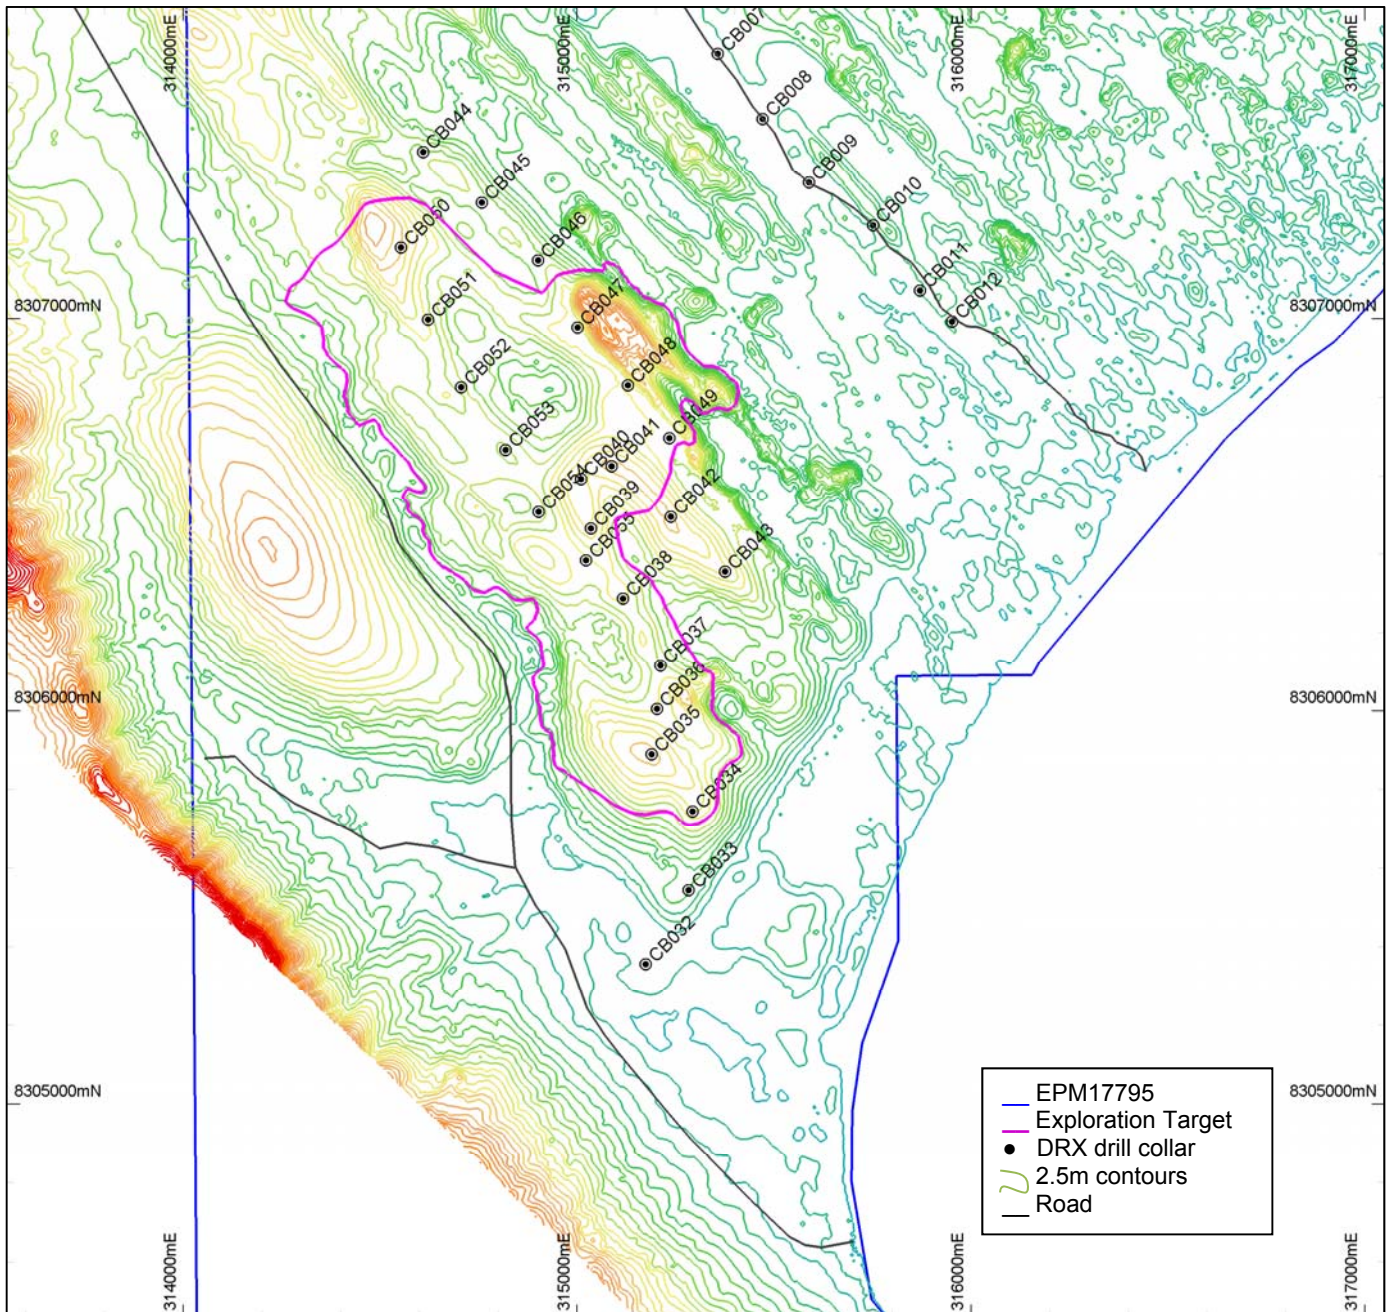 314000mE
315000mE
316000mE
317000mE
CB007
CB008
CB044
CB009
CB045
CB010
CB050
CB046
CB011
CB051
CB047
CB012
8307000mN
8307000mN
CB052
CB048
CB053
CB049
CB041
CB040
CB054
CB042
CB039
CB055
CB043
CB038
CB037
CB036
8306000mN
8306000mN
CB035
CB034
CB033
CB032
8305000mN
8305000mN
EPM17795
Exploration Target
DRX drill collar
2.5m contours
Road
314000mE
315000mE
316000mE
317000mE